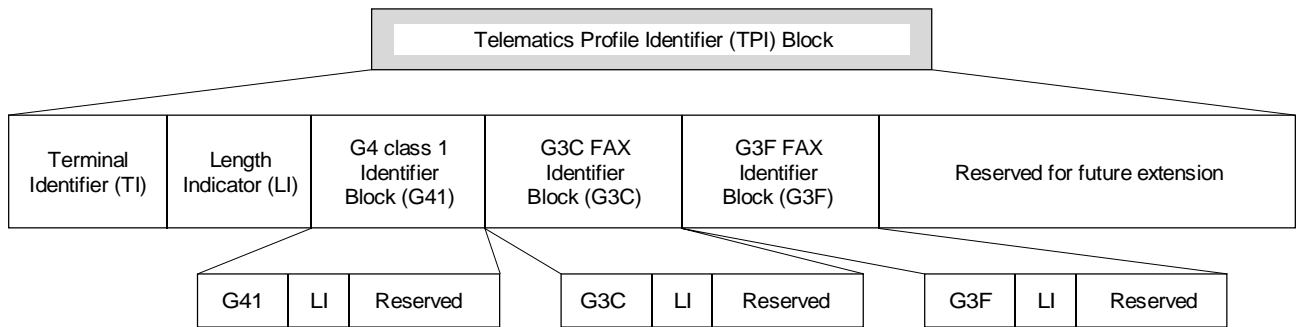 Telematics Profile Identifier (TPI) Block
Terminal
Identifier (TI)
Length
Indicator (LI)
G4 class 1
Identifier
Block (G41)
G3C FAX
Identifier
Block (G3C)
G3F FAX
Identifier
Block (G3F)
Reserved for future extension
G41 LI Reserved
G3C LI Reserved
G3F LI Reserved